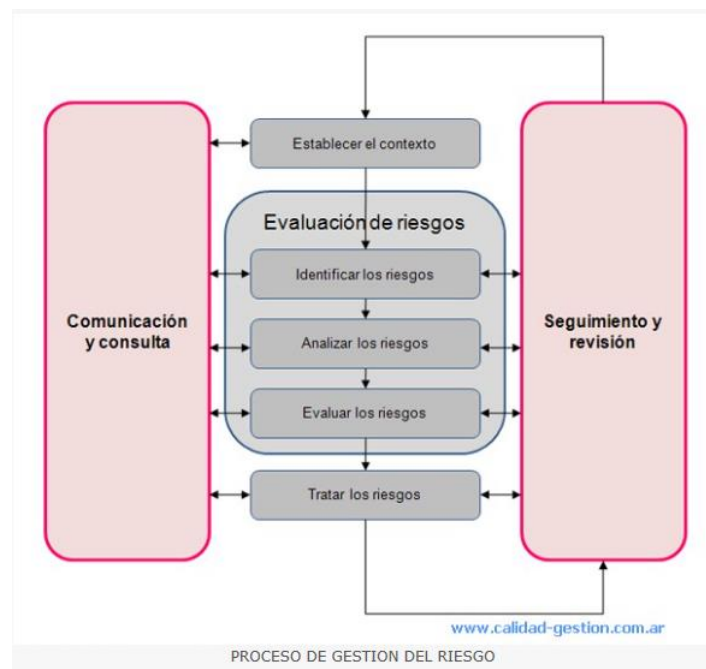 Establecer el contexto
Evaluación de riesgos
Identificar los riesgos
Comunicación
y consulta
Analizar los riesgos
Seguimiento y
revisión
Evaluar los riesgos
Tratar los riesgos
www.calidad-gestion.com.ar
PROCESO DE GESTION DEL RIESGO